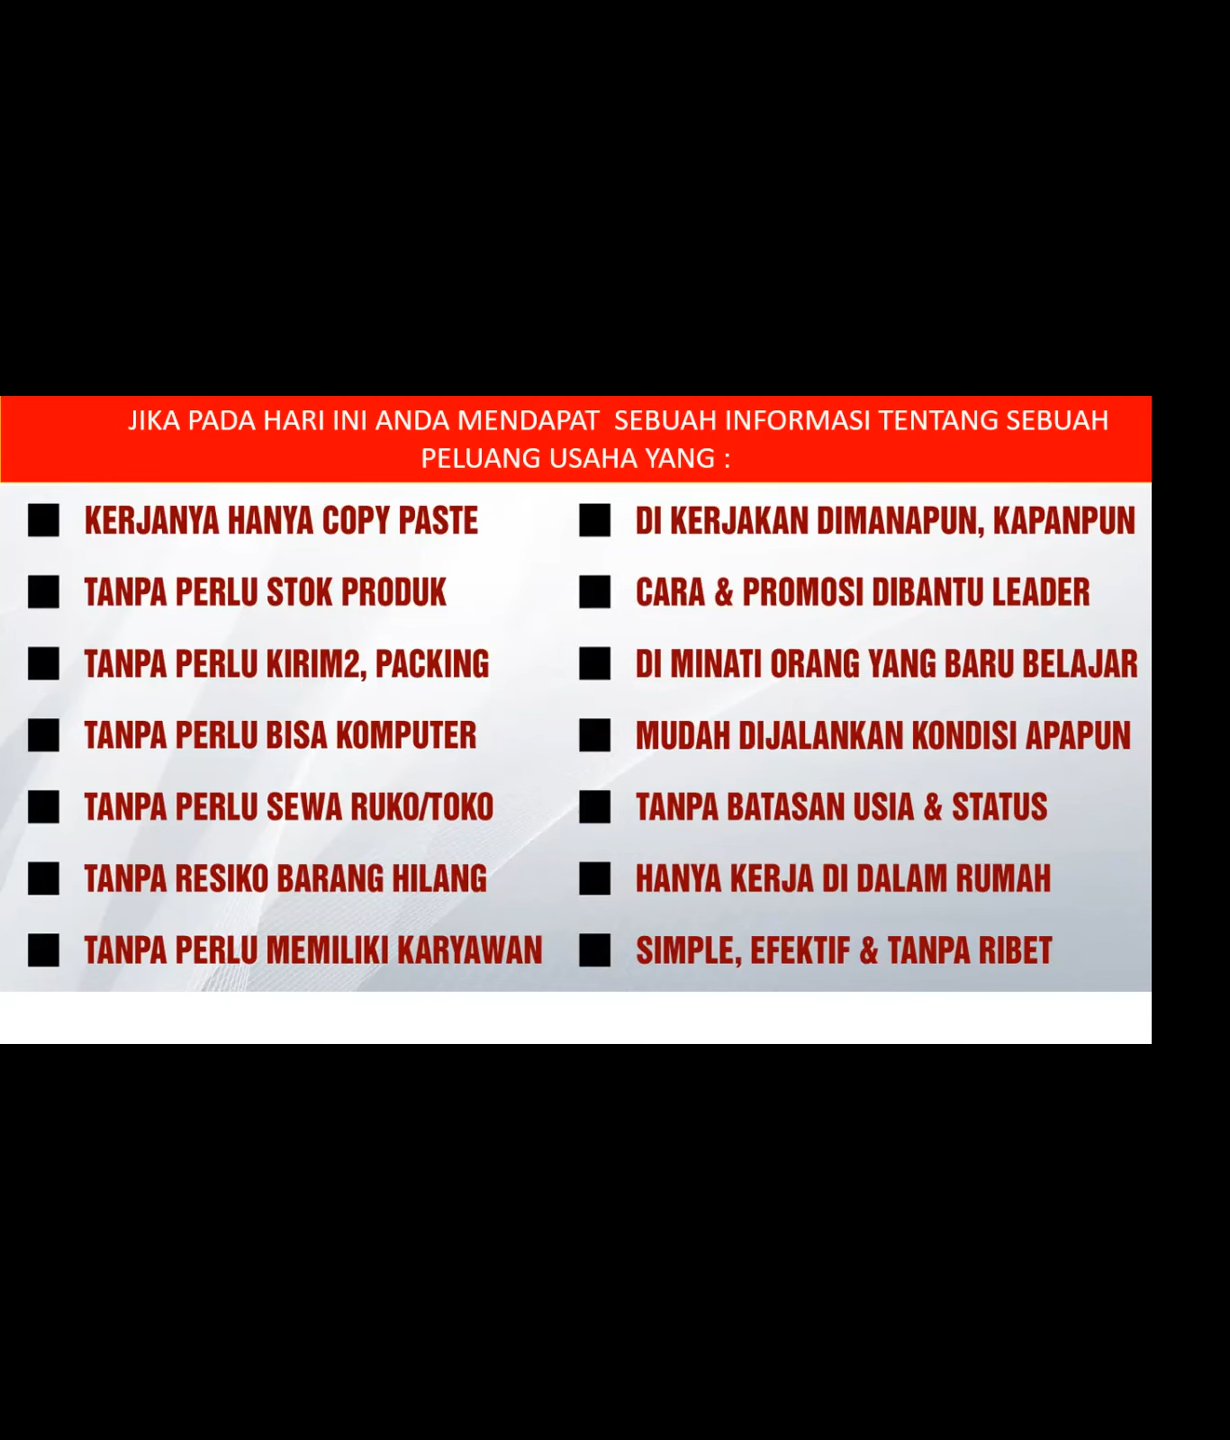 JIKA PADA HARI INI ANDA MENDAPAT SEBUAH INFORMASI TENTANG SEBUAH
PELUANG USAHA YANG :
KERJANYA HANYA COPY PASTE
TANPA PERLU STOK PRODUK
TANPA PERLU KIRIM2, PACKING
TANPA PERLU BISA KOMPUTER
TANPA PERLU SEWA RUKO/TOKO
TANPA RESIKO BARANG HILANG
TANPA PERLU MEMILIKI KARYAWAN
DI KERJAKAN DIMANAPUN, KAPANPUN
CARA & PROMOSI DIBANTU LEADER
DI MINATI ORANG YANG BARU BELAJAR
MUDAH DIJALANKAN KONDISI APAPUN
TANPA BATASAN USIA & STATUS
HANYA KERJA DI DALAM RUMAH
SIMPLE, EFEKTIF & TANPA RIBET